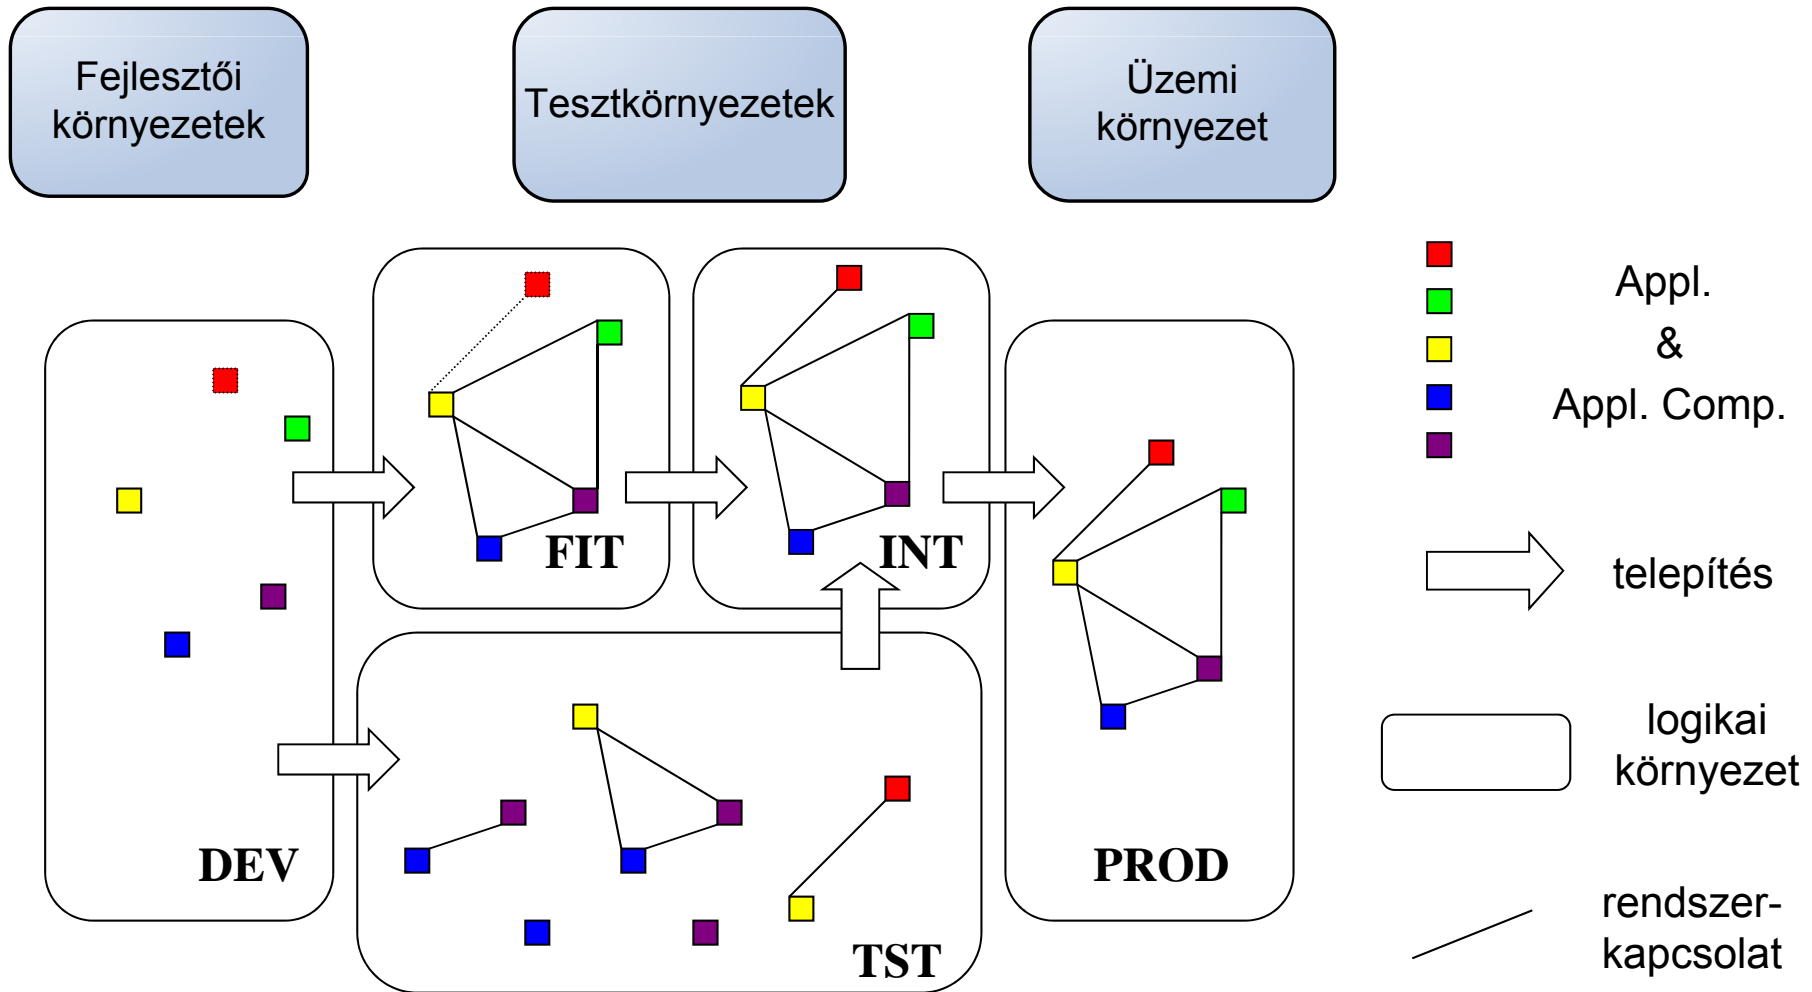 Fejlesztői
környezetek
Tesztkörnyezetek
Üzemi
környezet
Appl.
&
Appl. Comp.
FIT
INT
telepítés
logikai
környezet
DEV
PROD
TST
rendszer-
kapcsolat